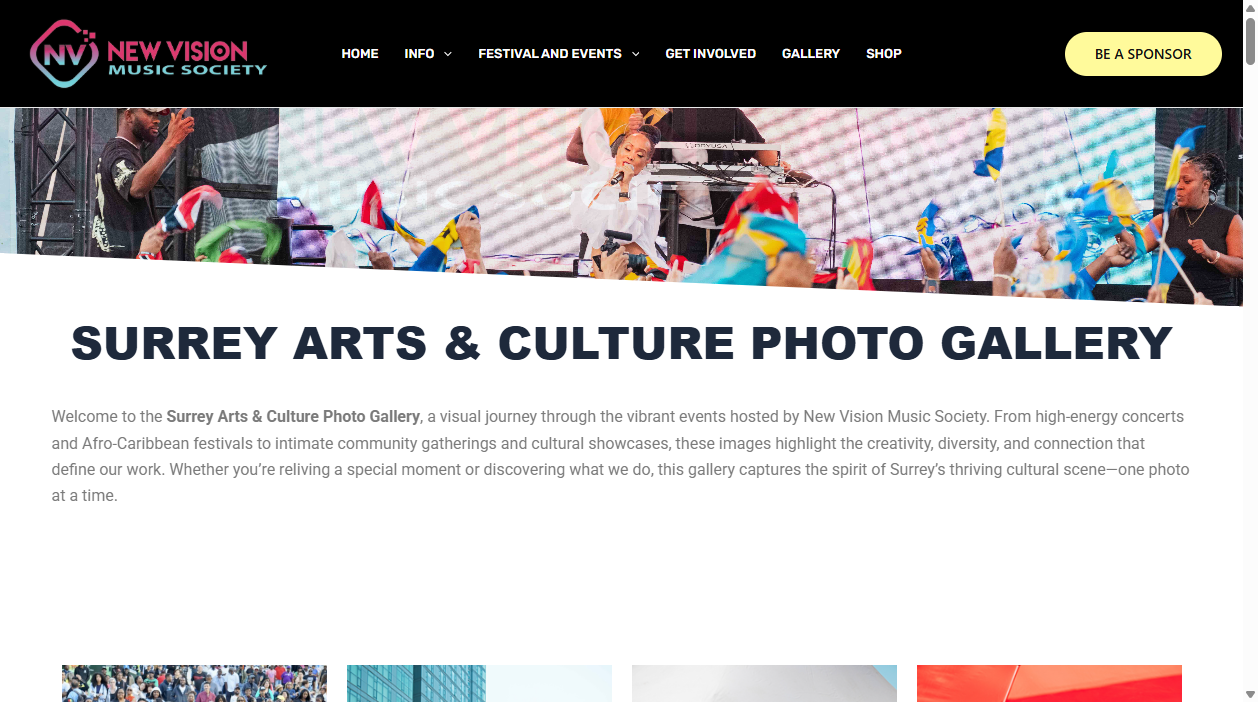 NV NEW VISION
MUSIC SOCIETY
HOME INFO FESTIVAL AND EVENTS GET INVOLVED GALLERY SHOP
BE A SPONSOR
SURREY ARTS & CULTURE PHOTO GALLERY
Welcome to the Surrey Arts & Culture Photo Gallery, a visual journey through the vibrant events hosted by New Vision Music Society. From high-energy concerts
and Afro-Caribbean festivals to intimate community gatherings and cultural showcases, these images highlight the creativity, diversity, and connection that
define our work. Whether you’re reliving a special moment or discovering what we do, this gallery captures the spirit of Surrey’s thriving cultural scene—one photo
at a time.